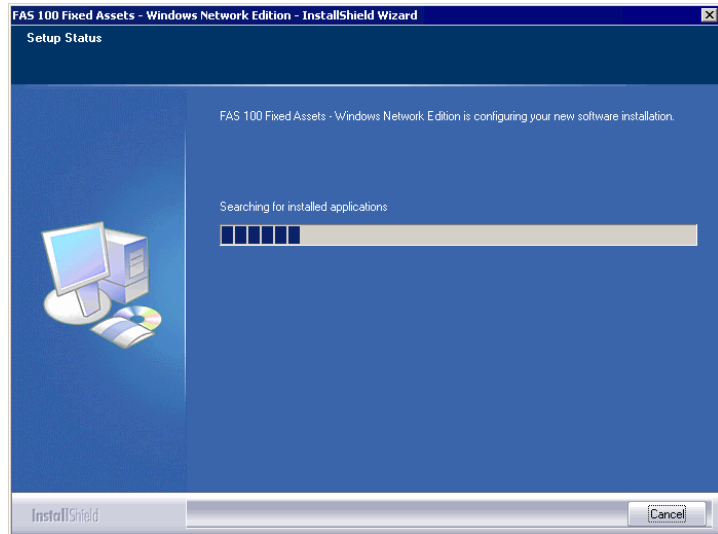 FAS 100 Fixed Assets - Windows Network Edition - InstallShield Wizard
Setup Status
FAS 100 Fixed Assets - Windows Network Edition is configuring your new software installation.
Searching for installed applications
InstallShield
Cancel